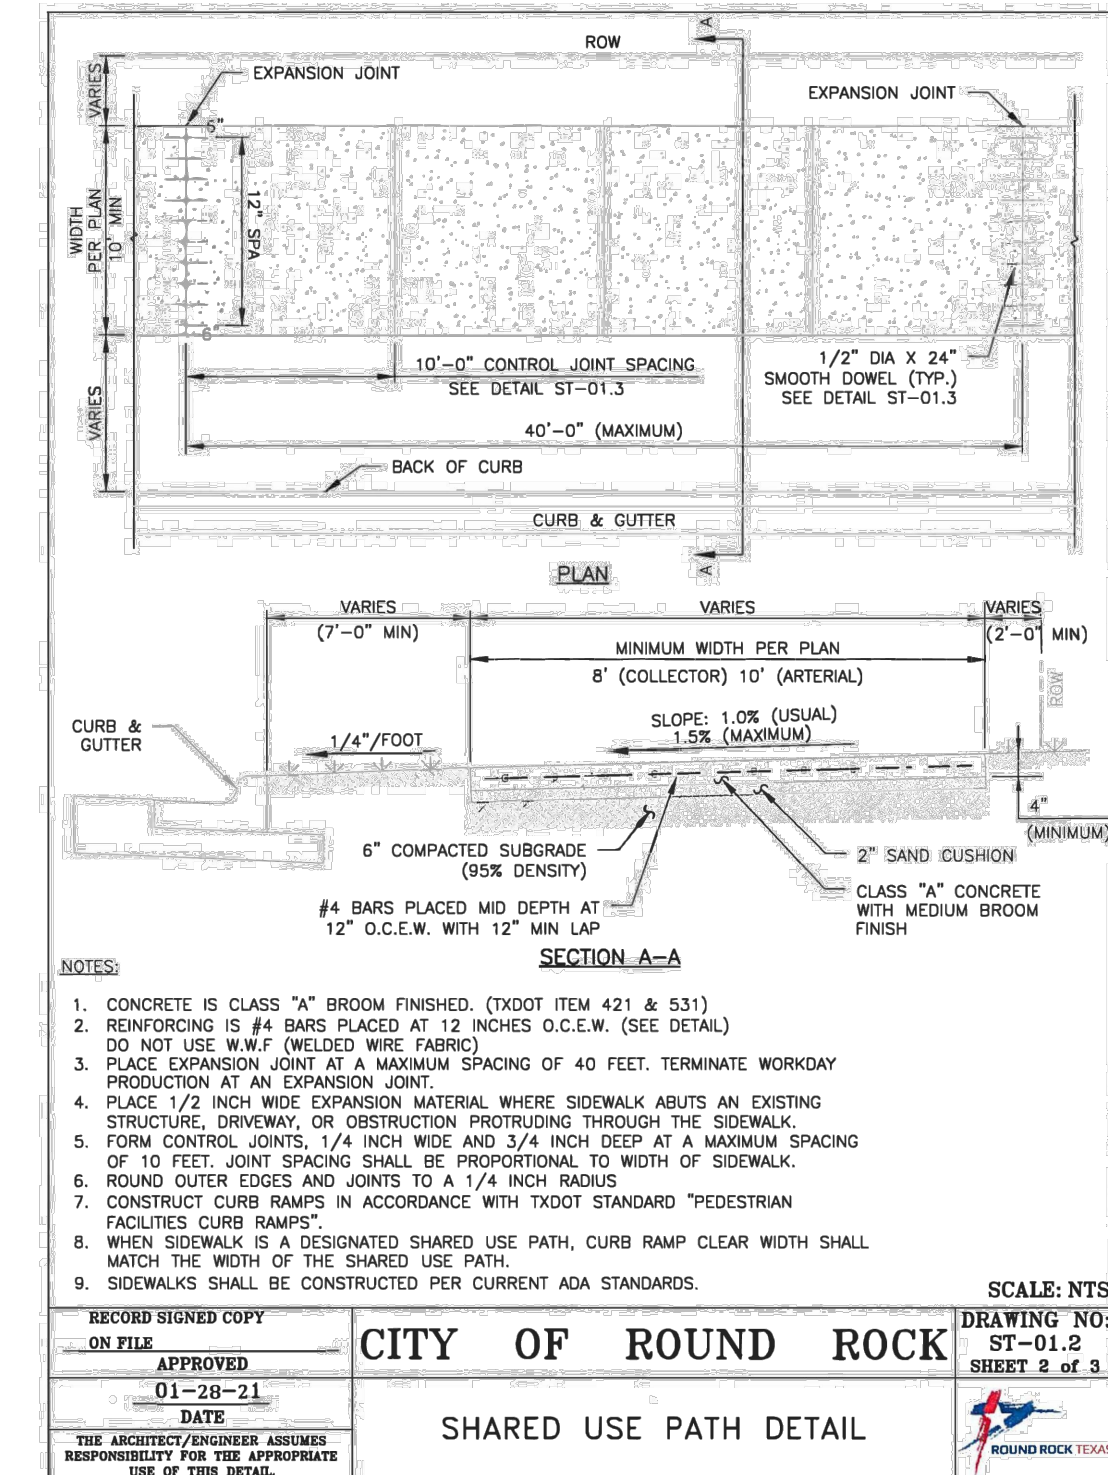 A
ROW
EXPANSION JOINT
EXPANSION JOINT
VARIES
5"
WIDTH
PER PLAN
10' MIN
12" SPA
6"
10'-0" CONTROL JOINT SPACING
SEE DETAIL ST-01.3
1/2" DIA X 24"
SMOOTH DOWEL (TYP.)
SEE DETAIL ST-01.3
VARIES
40'-0" (MAXIMUM)
BACK OF CURB
CURB & GUTTER
A
PLAN
VARIES
(7'-0" MIN)
VARIES
VARIES
(2'-0" MIN)
MINIMUM WIDTH PER PLAN
8' (COLLECTOR) 10' (ARTERIAL)
ROW
CURB &
GUTTER
1/4"/FOOT
SLOPE: 1.0% (USUAL)
1.5% (MAXIMUM)
4"
(MINIMUM)
6" COMPACTED SUBGRADE
(95% DENSITY)
2" SAND CUSHION
#4 BARS PLACED MID DEPTH AT
12" O.C.E.W. WITH 12" MIN LAP
CLASS "A" CONCRETE
WITH MEDIUM BROOM
FINISH
SECTION A-A
NOTES:
1. CONCRETE IS CLASS "A" BROOM FINISHED. (TXDOT ITEM 421 & 531)
2. REINFORCING IS #4 BARS PLACED AT 12 INCHES O.C.E.W. (SEE DETAIL)
DO NOT USE W.W.F (WELDED WIRE FABRIC)
3. PLACE EXPANSION JOINT AT A MAXIMUM SPACING OF 40 FEET. TERMINATE WORKDAY
PRODUCTION AT AN EXPANSION JOINT.
4. PLACE 1/2 INCH WIDE EXPANSION MATERIAL WHERE SIDEWALK ABUTS AN EXISTING
STRUCTURE, DRIVEWAY, OR OBSTRUCTION PROTRUDING THROUGH THE SIDEWALK.
5. FORM CONTROL JOINTS, 1/4 INCH WIDE AND 3/4 INCH DEEP AT A MAXIMUM SPACING
OF 10 FEET. JOINT SPACING SHALL BE PROPORTIONAL TO WIDTH OF SIDEWALK.
6. ROUND OUTER EDGES AND JOINTS TO A 1/4 INCH RADIUS
7. CONSTRUCT CURB RAMPS IN ACCORDANCE WITH TXDOT STANDARD "PEDESTRIAN
FACILITIES CURB RAMPS".
8. WHEN SIDEWALK IS A DESIGNATED SHARED USE PATH, CURB RAMP CLEAR WIDTH SHALL
MATCH THE WIDTH OF THE SHARED USE PATH.
9. SIDEWALKS SHALL BE CONSTRUCTED PER CURRENT ADA STANDARDS.
SCALE: NTS
RECORD SIGNED COPY
ON FILE
APPROVED
01-28-21
DATE
THE ARCHITECT/ENGINEER ASSUMES
RESPONSIBILITY FOR THE APPROPRIATE
USE OF THIS DETAIL.
CITY OF ROUND ROCK
SHARED USE PATH DETAIL
DRAWING NO:
ST-01.2
SHEET 2 of 3
ROUND ROCK TEXAS